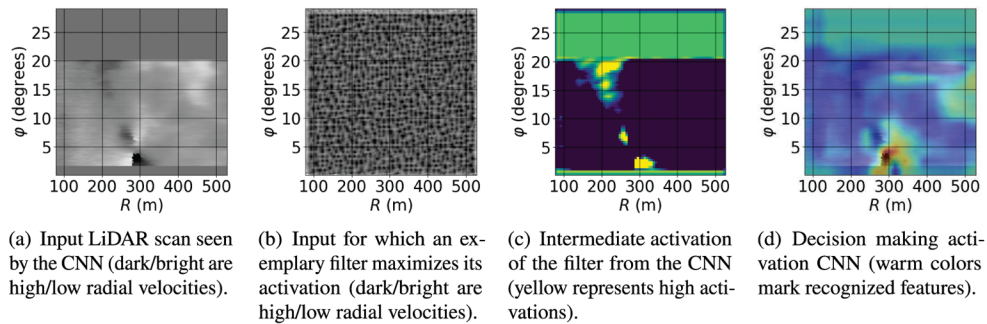 25
20
15
10
5
φ (degrees)
100 200 300 400 500
R (m)
25
20
15
10
5
φ (degrees)
100 200 300 400 500
R (m)
25
20
15
10
5
φ (degrees)
100 200 300 400 500
R (m)
25
20
15
10
5
φ (degrees)
100 200 300 400 500
R (m)
(a) Input LiDAR scan seen
by the CNN (dark/bright are
high/low radial velocities).
(b) Input for which an ex-
emplary filter maximizes its
activation (dark/bright are
high/low radial velocities).
(c) Intermediate activation
of the filter from the CNN
(yellow represents high acti-
vations).
(d) Decision making acti-
vation CNN (warm colors
mark recognized features).